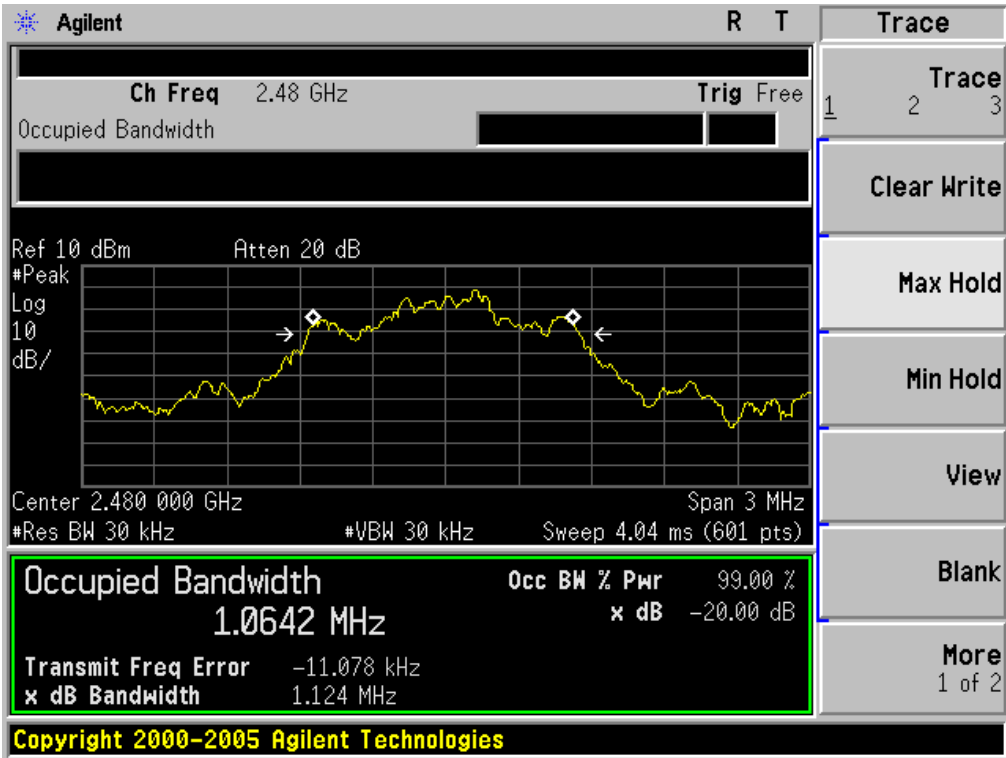 Agilent R T Trace
Ch Freq 2.48 GHz Trig Free
Occupied Bandwidth
Trace
1 2 3
Clear Write
Ref 10 dBm Atten 20 dB
#Peak
Log
10
dB/
Max Hold
Min Hold
View
Center 2.480 000 GHz Span 3 MHz
#Res BW 30 kHz #VBW 30 kHz Sweep 4.04 ms (601 pts)
Occupied Bandwidth Occ BW % Pwr 99.00 %
1.0642 MHz x dB -20.00 dB
Transmit Freq Error -11.078 kHz
x dB Bandwidth 1.124 MHz
Blank
More
1 of 2
Copyright 2000-2005 Agilent Technologies